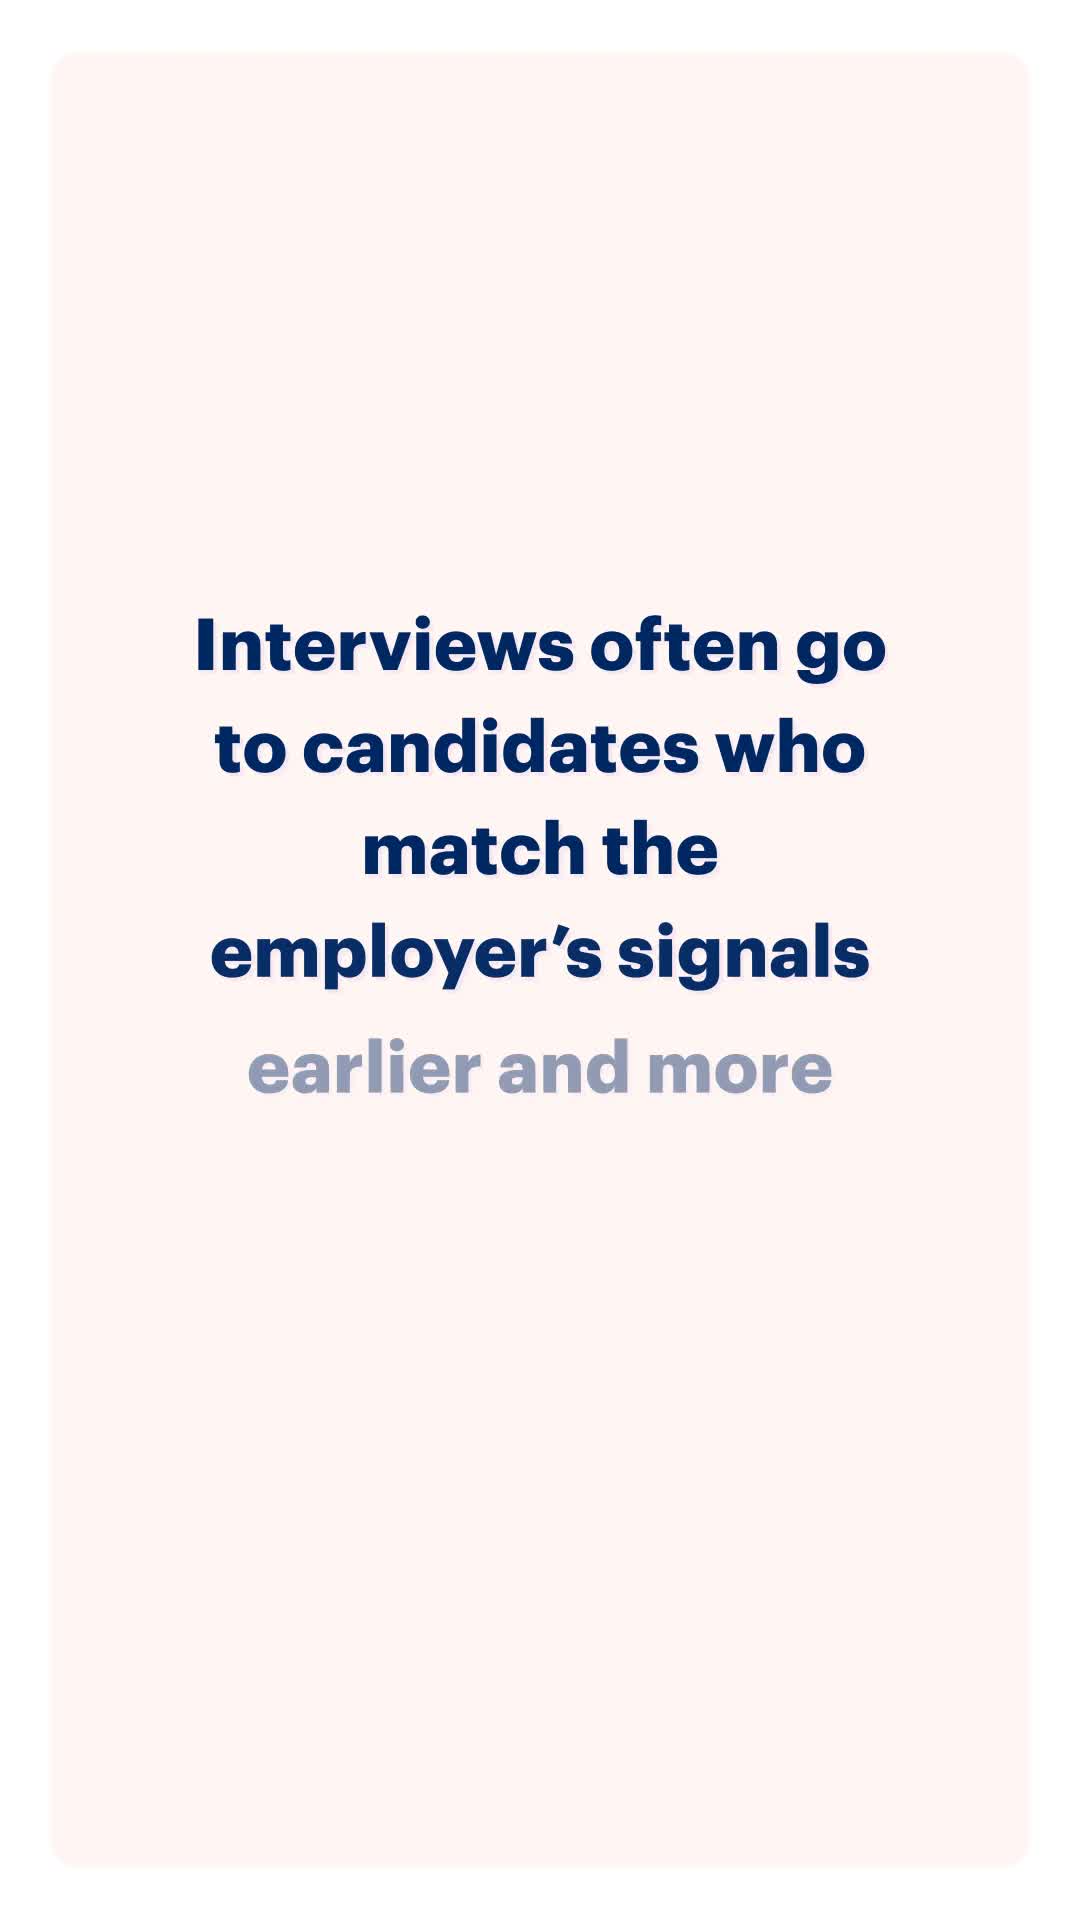 Interviews often go
to candidates who
match the
employer’s signals
earlier and more